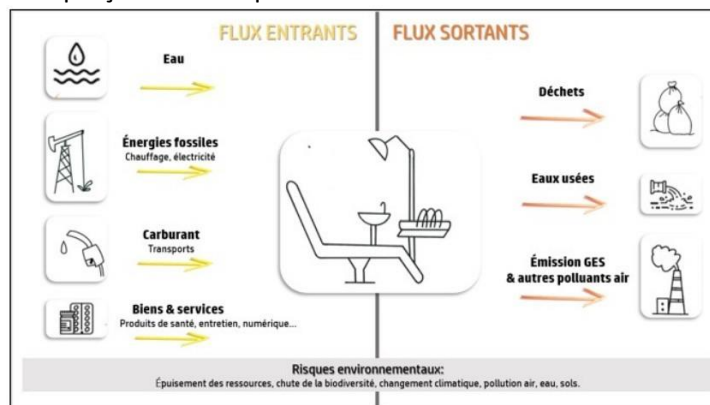 FLUX ENTRANTS
FLUX SORTANTS
Eau
Énergies fossiles
Chauffage, électricité
Carburant
Transports
Biens & services
Produits de santé, entretien, numérique...
Déchets
Eaux usées
Émission GES
& autres polluants air
Risques environnementaux:
Épuisement des ressources, chute de la biodiversité, changement climatique, pollution air, eau, sols.